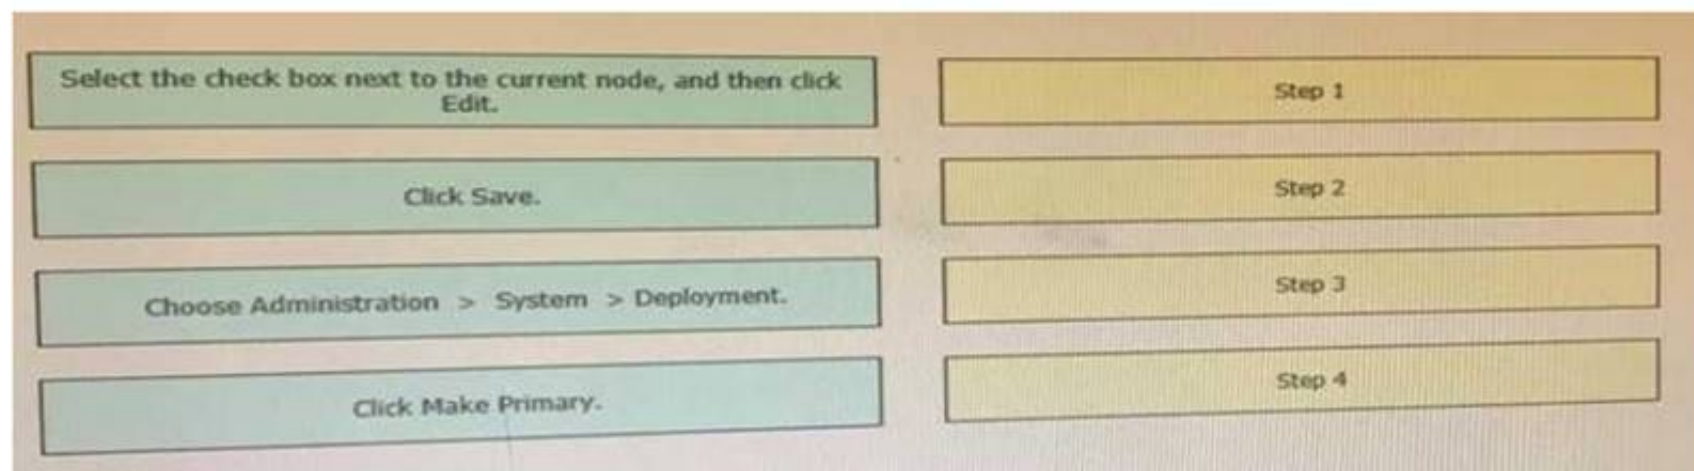 Select the check box next to the current node, and then click
Edit.
Click Save.
Choose Administration > System > Deployment.
Click Make Primary.
Step 1
Step 2
Step 3
Step 4